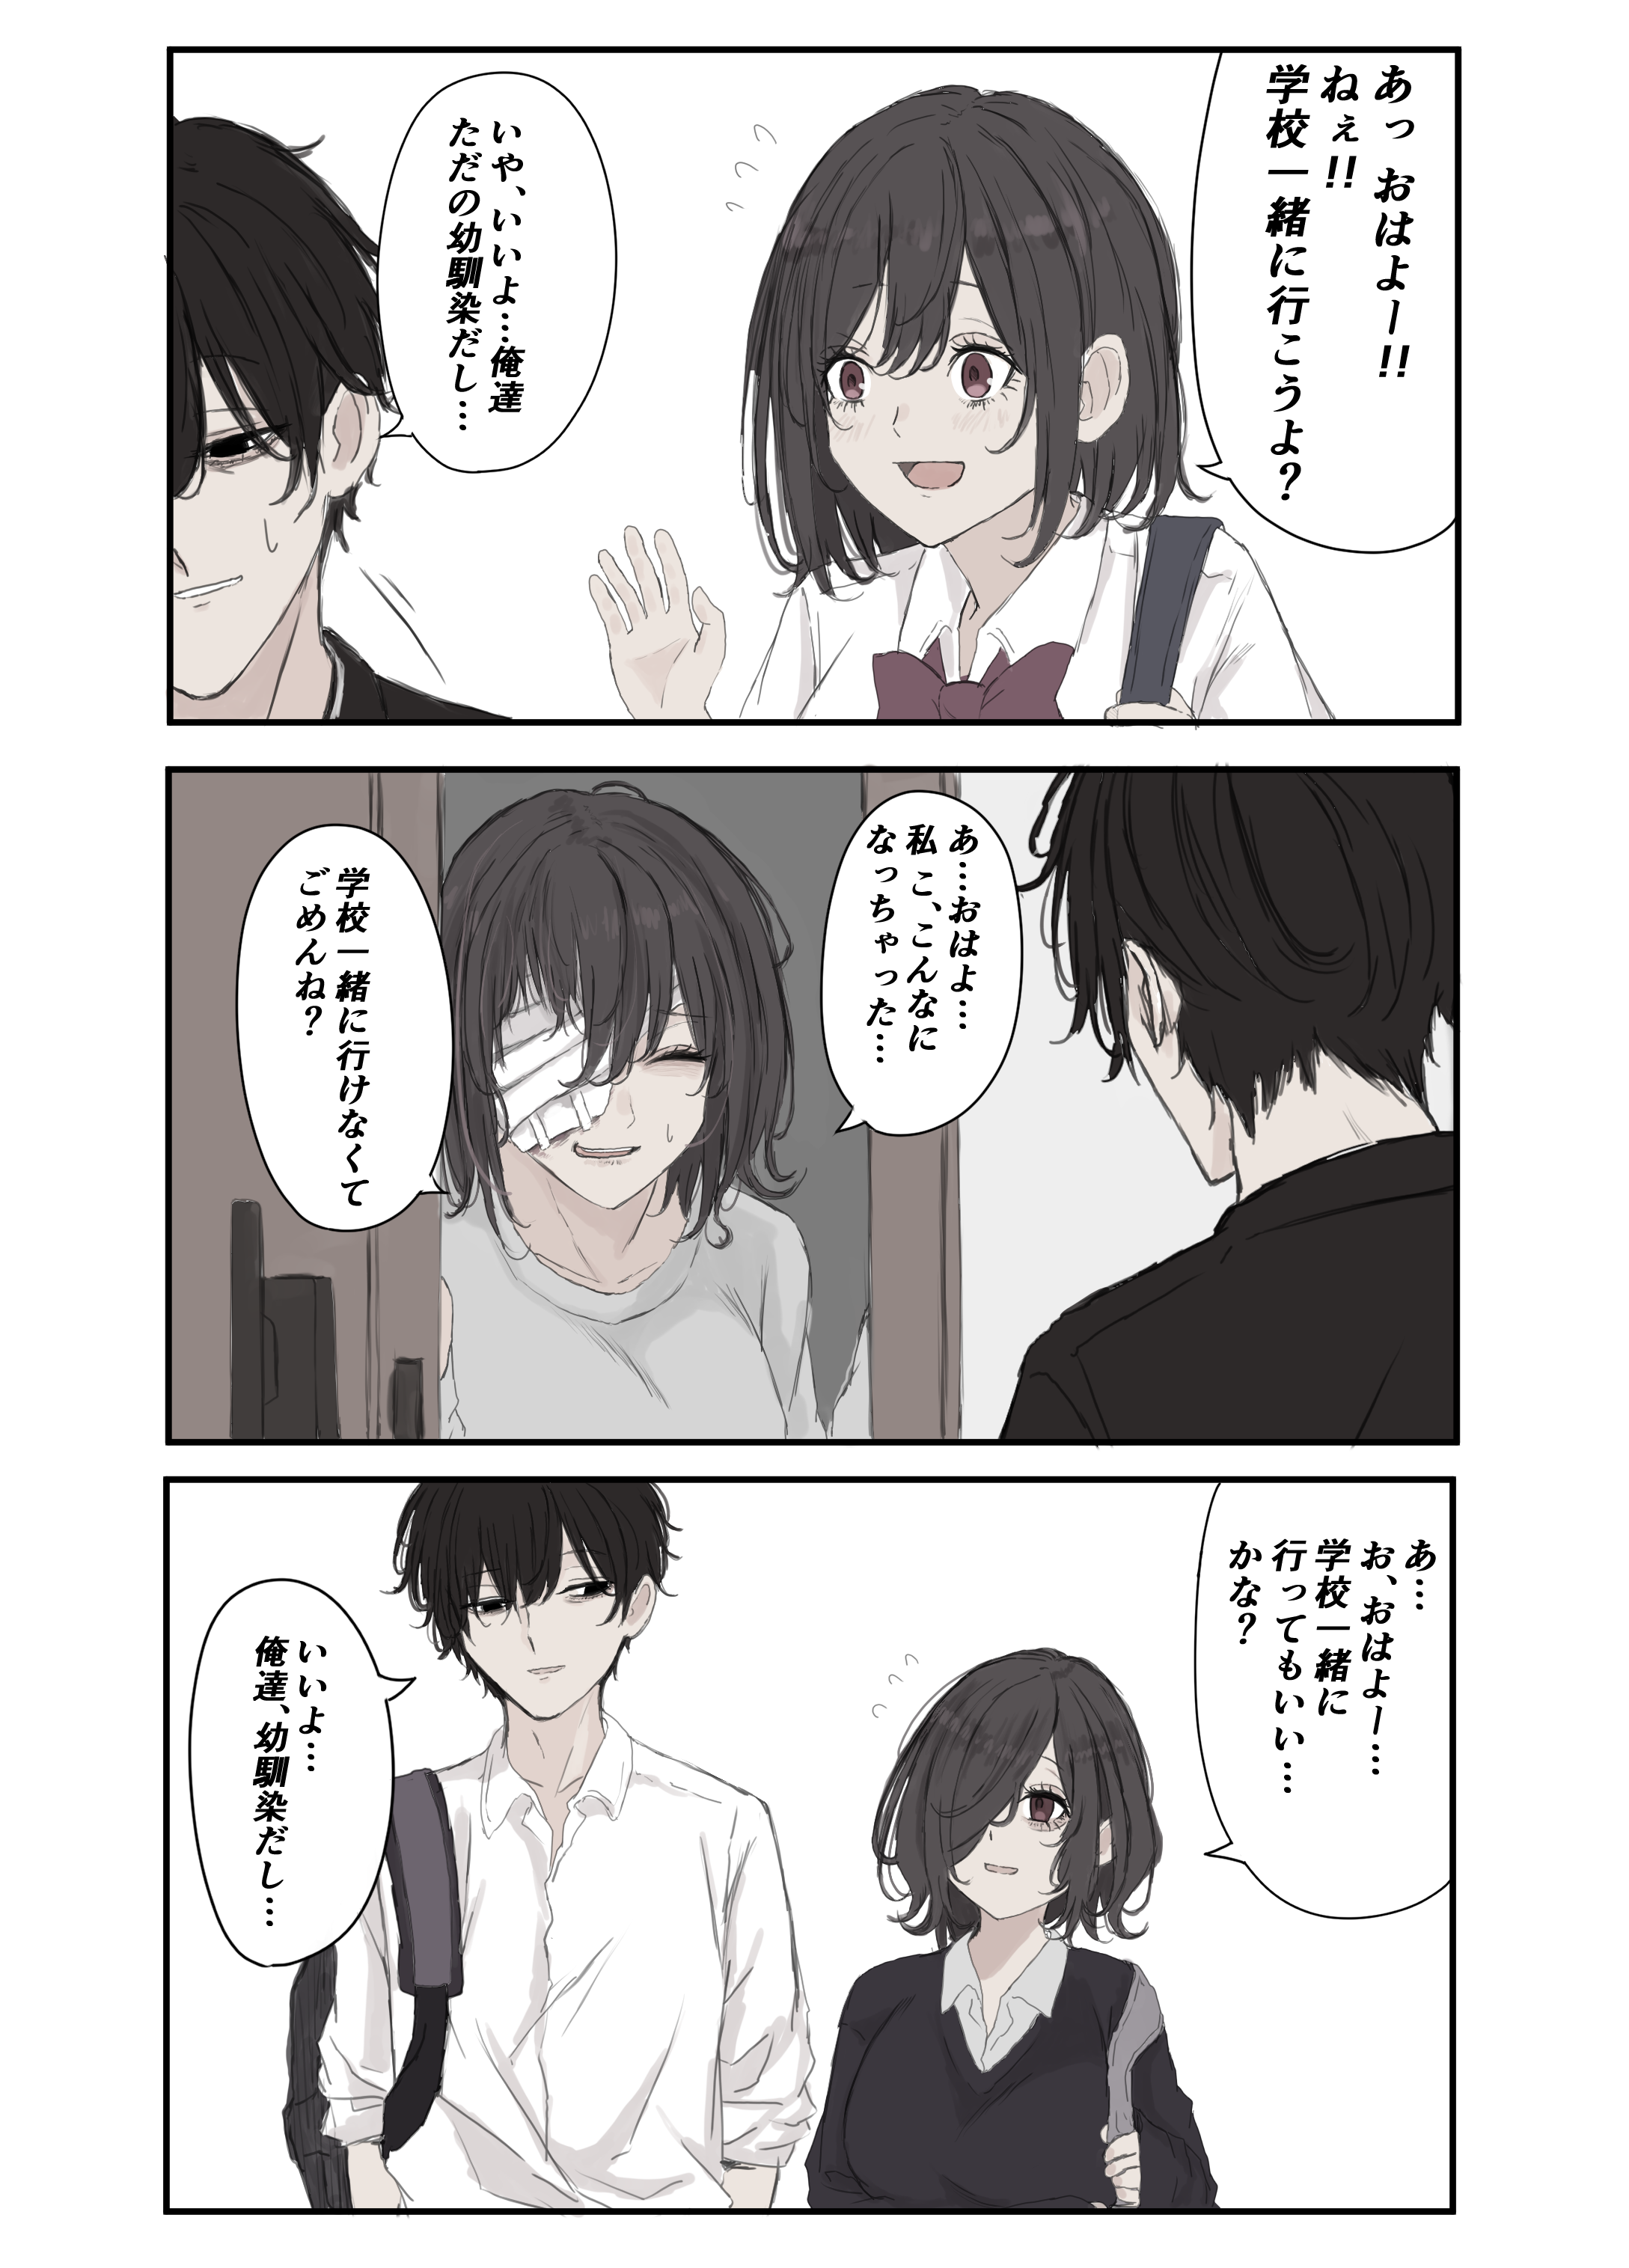 あっ おはよー!!
ねぇ!!
学校一緒に行こうよ?
いや、いいよ…俺達
ただの幼馴染だし…
あ…おはよ…
私 こ、こんなに
なっちゃった…
学校一緒に行けなくて
ごめんね?
あ…
お、おはよー…
学校一緒に
行ってもいい…
かな?
いいよ…
俺達、幼馴染だし…